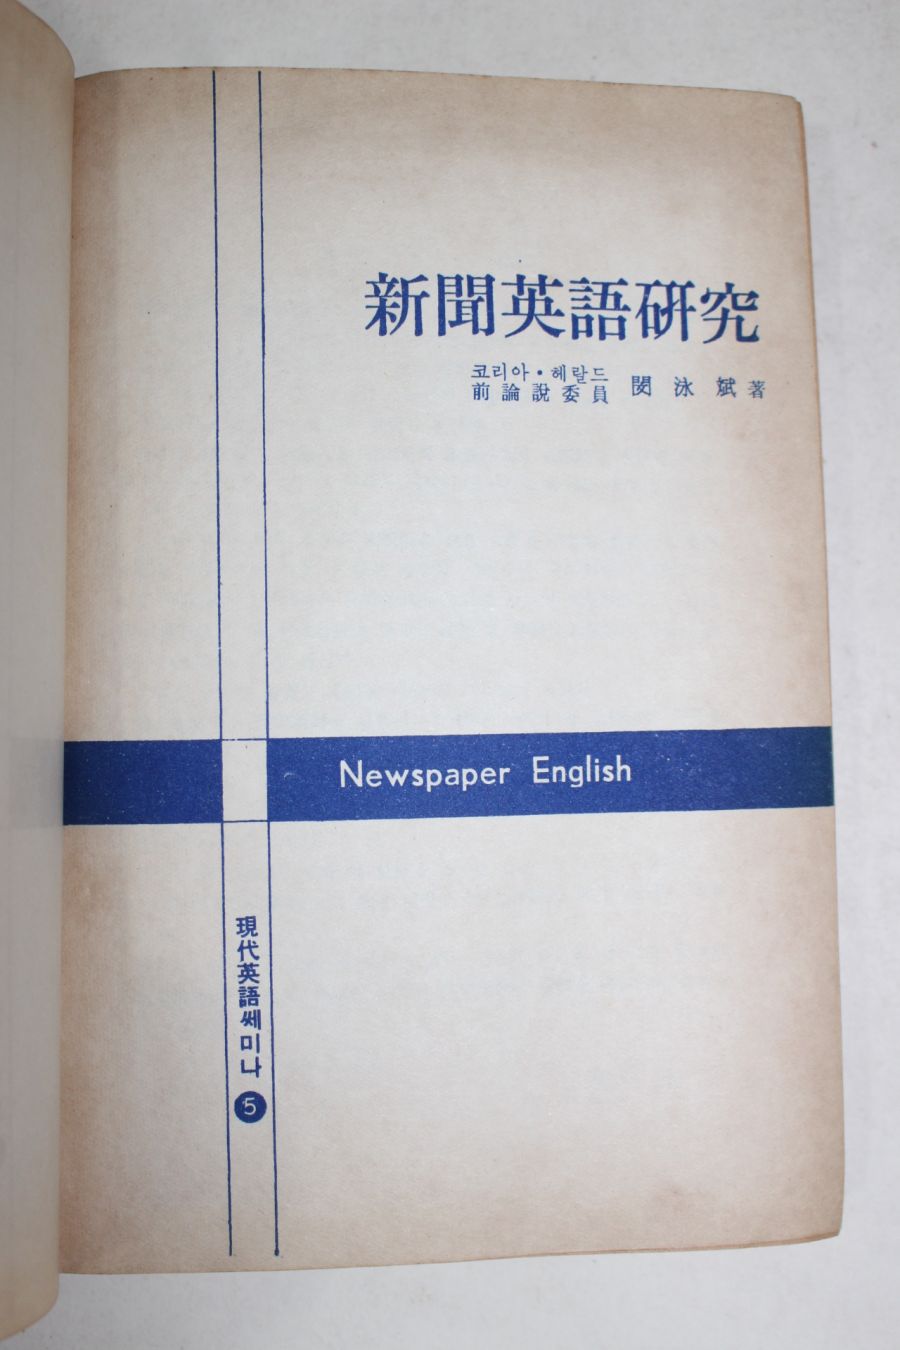 新聞英語硏究
코리아·헤랄드
前論說委員 閔泳斌 著
Newspaper English
現代英語쎄미나 5